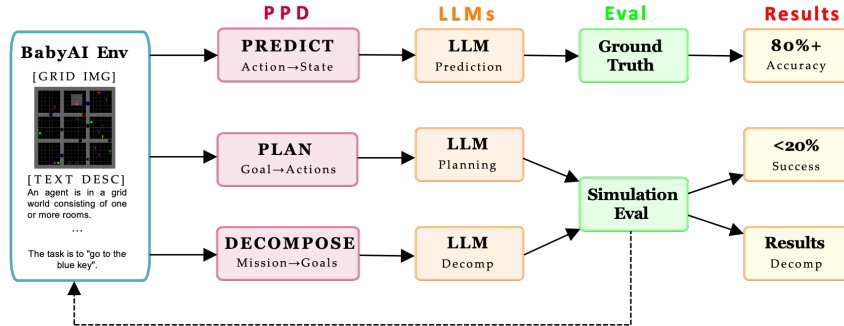 PPD
LLMs
Eval
Results
BabyAI Env
[GRID IMG]
[TEXT DESC]
An agent is in a grid
world consisting of one
or more rooms.
...
The task is to "go to the
blue key".
PREDICT
Action→State
LLM
Prediction
Ground
Truth
80%+
Accuracy
PLAN
Goal→Actions
LLM
Planning
Simulation
Eval
<20%
Success
DECOMPOSE
Mission→Goals
LLM
Decomp
Results
Decomp